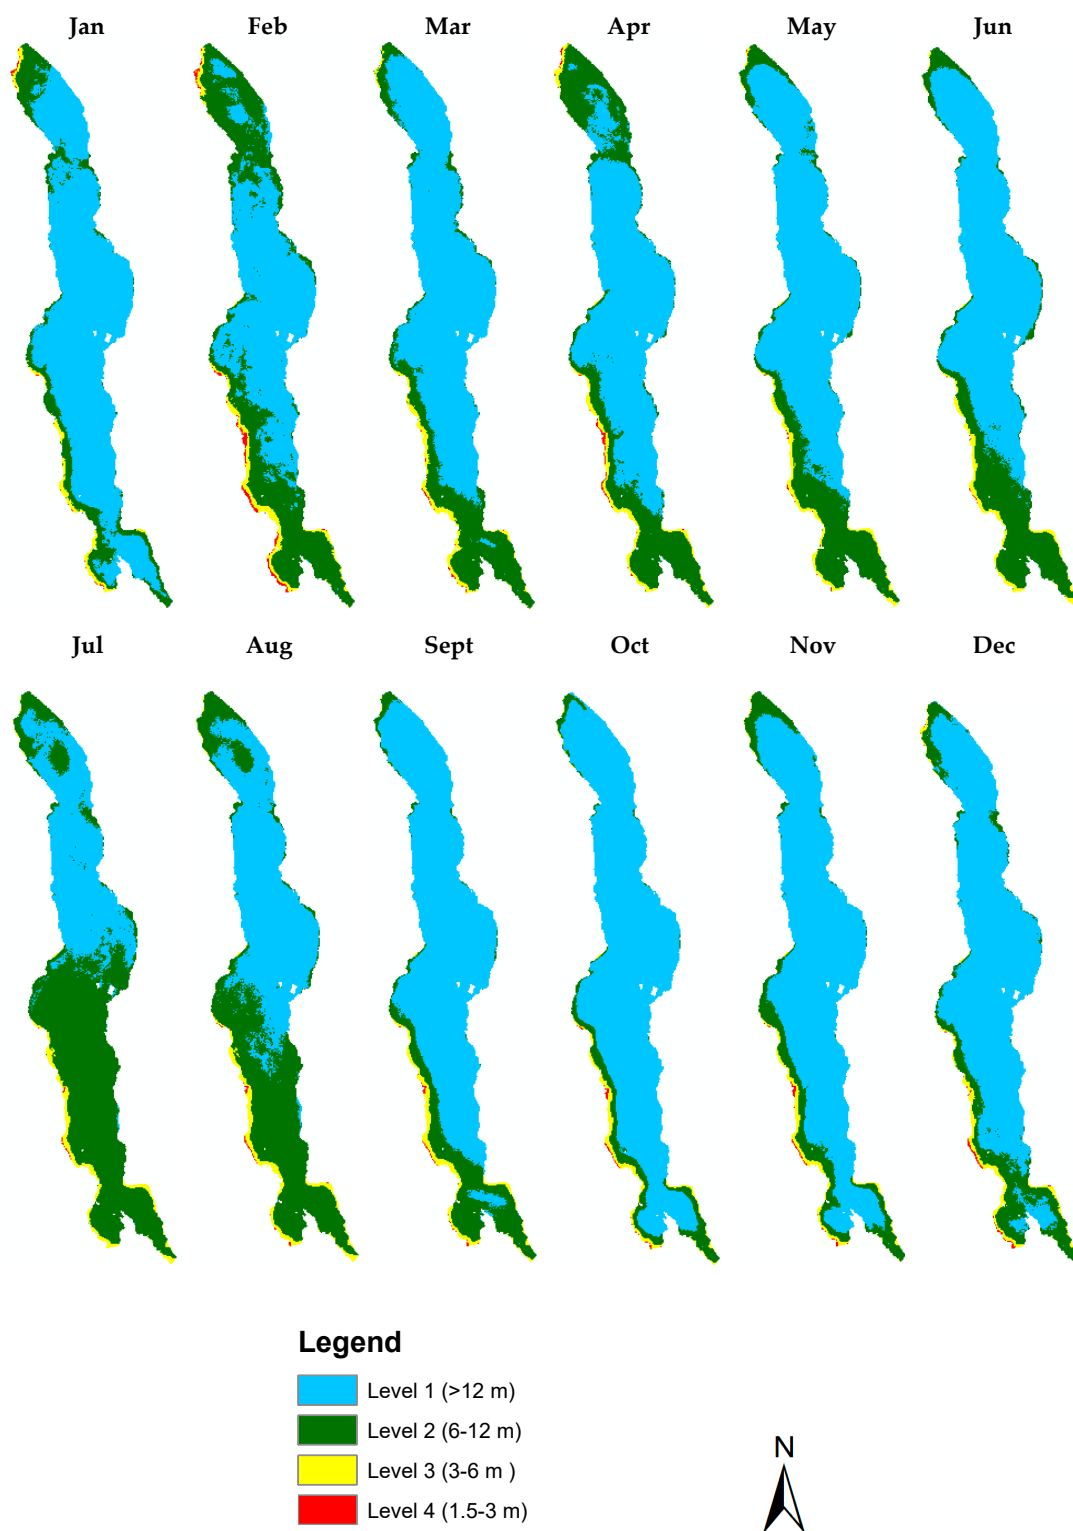 Jan Feb Mar Apr May Jun
Jul Aug Sept Oct Nov Dec
Legend
Level 1 (>12 m)
Level 2 (6-12 m)
Level 3 (3-6 m )
Level 4 (1.5-3 m)
N